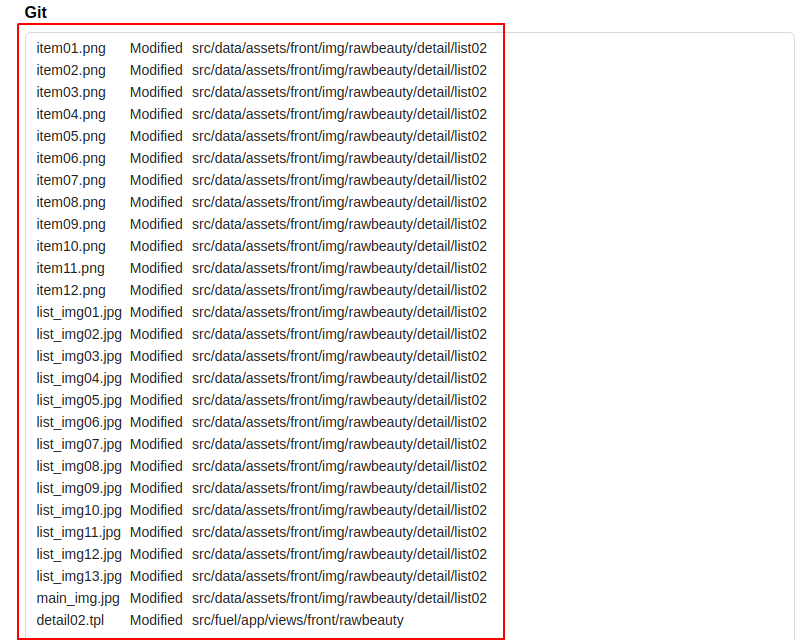 Git
item01.png Modified src/data/assets/front/img/rawbeauty/detail/list02
item02.png Modified src/data/assets/front/img/rawbeauty/detail/list02
item03.png Modified src/data/assets/front/img/rawbeauty/detail/list02
item04.png Modified src/data/assets/front/img/rawbeauty/detail/list02
item05.png Modified src/data/assets/front/img/rawbeauty/detail/list02
item06.png Modified src/data/assets/front/img/rawbeauty/detail/list02
item07.png Modified src/data/assets/front/img/rawbeauty/detail/list02
item08.png Modified src/data/assets/front/img/rawbeauty/detail/list02
item09.png Modified src/data/assets/front/img/rawbeauty/detail/list02
item10.png Modified src/data/assets/front/img/rawbeauty/detail/list02
item11.png Modified src/data/assets/front/img/rawbeauty/detail/list02
item12.png Modified src/data/assets/front/img/rawbeauty/detail/list02
list_img01.jpg Modified src/data/assets/front/img/rawbeauty/detail/list02
list_img02.jpg Modified src/data/assets/front/img/rawbeauty/detail/list02
list_img03.jpg Modified src/data/assets/front/img/rawbeauty/detail/list02
list_img04.jpg Modified src/data/assets/front/img/rawbeauty/detail/list02
list_img05.jpg Modified src/data/assets/front/img/rawbeauty/detail/list02
list_img06.jpg Modified src/data/assets/front/img/rawbeauty/detail/list02
list_img07.jpg Modified src/data/assets/front/img/rawbeauty/detail/list02
list_img08.jpg Modified src/data/assets/front/img/rawbeauty/detail/list02
list_img09.jpg Modified src/data/assets/front/img/rawbeauty/detail/list02
list_img10.jpg Modified src/data/assets/front/img/rawbeauty/detail/list02
list_img11.jpg Modified src/data/assets/front/img/rawbeauty/detail/list02
list_img12.jpg Modified src/data/assets/front/img/rawbeauty/detail/list02
list_img13.jpg Modified src/data/assets/front/img/rawbeauty/detail/list02
main_img.jpg Modified src/data/assets/front/img/rawbeauty/detail/list02
detail02.tpl Modified src/fuel/app/views/front/rawbeauty